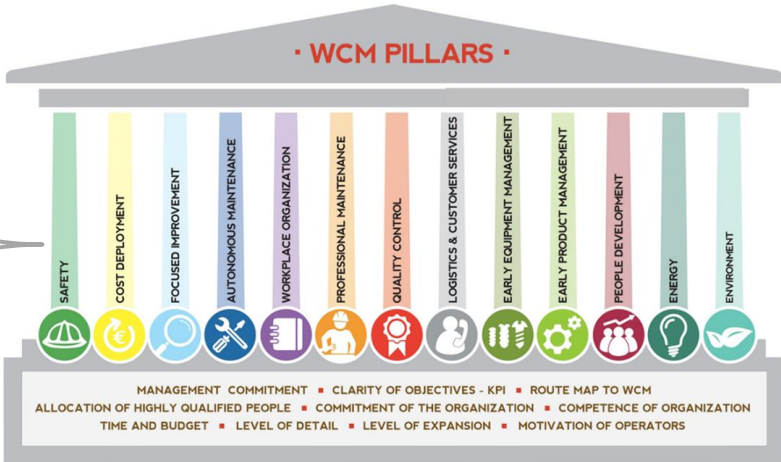 · WCM PILLARS ·
SAFETY
COST DEPLOYMENT
FOCUSED IMPROVEMENT
AUTONOMOUS MAINTENANCE
WORKPLACE ORGANIZATION
PROFESSIONAL MAINTENANCE
QUALITY CONTROL
LOGISTICS & CUSTOMER SERVICES
EARLY EQUIPMENT MANAGEMENT
EARLY PRODUCT MANAGEMENT
PEOPLE DEVELOPMENT
ENERGY
ENVIRONMENT
€
MANAGEMENT COMMITMENT ▪ CLARITY OF OBJECTIVES - KPI ▪ ROUTE MAP TO WCM
ALLOCATION OF HIGHLY QUALIFIED PEOPLE ▪ COMMITMENT OF THE ORGANIZATION ▪ COMPETENCE OF ORGANIZATION
TIME AND BUDGET ▪ LEVEL OF DETAIL ▪ LEVEL OF EXPANSION ▪ MOTIVATION OF OPERATORS